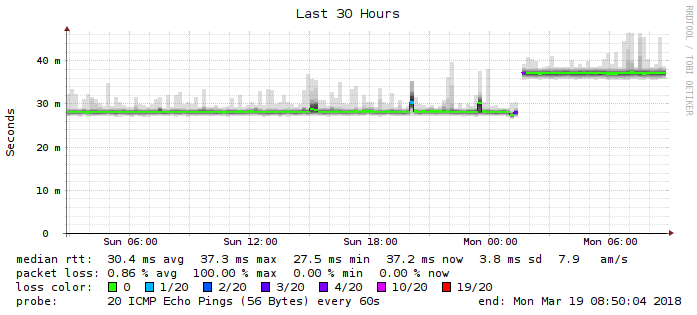 Last 30 Hours
RRDTOOL / TOBI OETIKER
Seconds
40 m
30 m
20 m
10 m
0
Sun 06:00 Sun 12:00 Sun 18:00 Mon 00:00 Mon 06:00
median rtt: 30.4 ms avg 37.3 ms max 27.5 ms min 37.2 ms now 3.8 ms sd 7.9 am/s
packet loss: 0.86 % avg 100.00 % max 0.00 % min 0.00 % now
loss color: 0 1/20 2/20 3/20 4/20 10/20 19/20
probe: 20 ICMP Echo Pings (56 Bytes) every 60s end: Mon Mar 19 08:50:04 2018